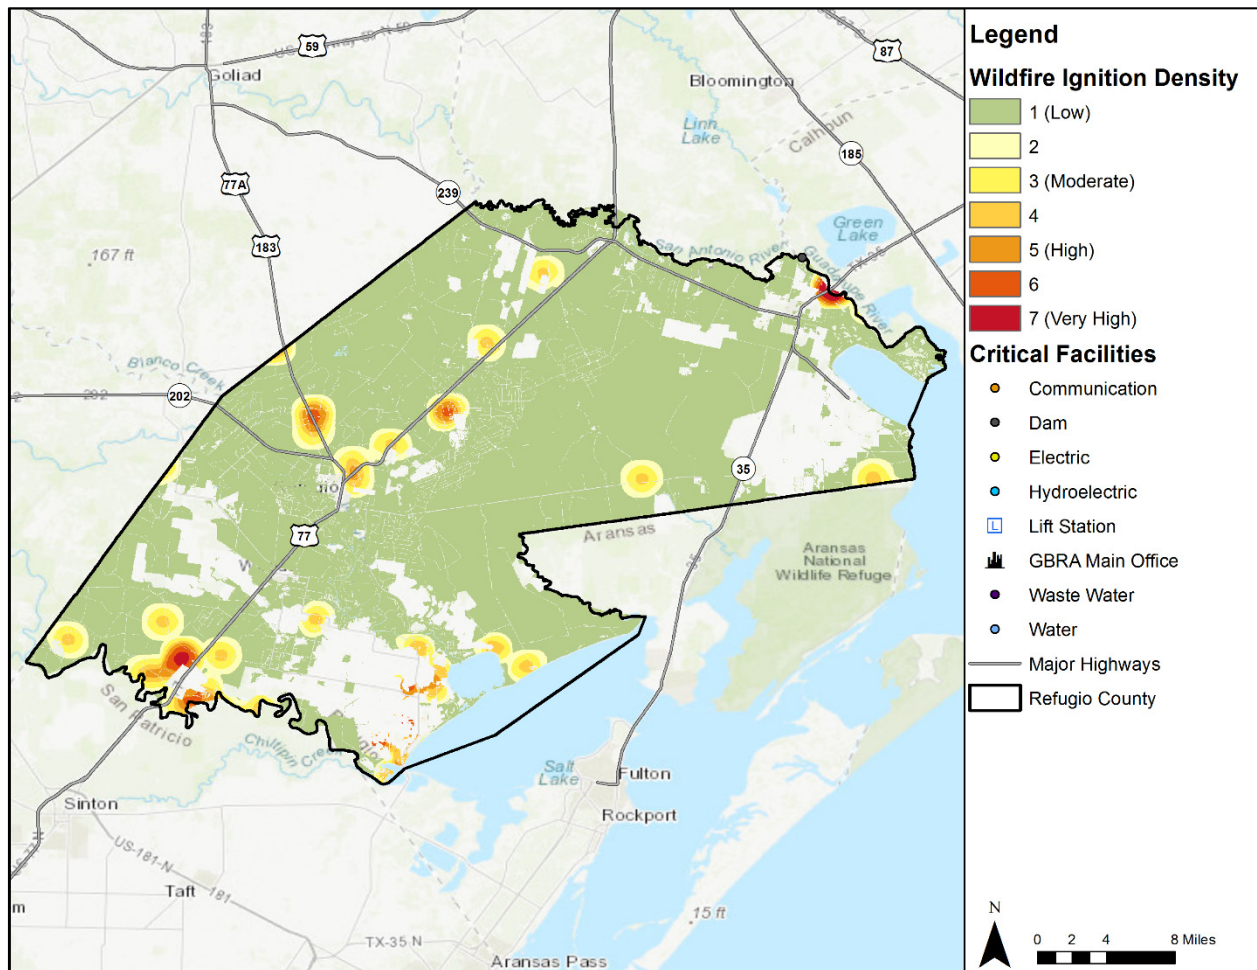 Legend
Wildfire Ignition Density
1 (Low)
2
3 (Moderate)
4
5 (High)
6
7 (Very High)
Critical Facilities
Communication
Dam
Electric
Hydroelectric
L
Lift Station
GBRA Main Office
Waste Water
Water
Major Highways
Refugio County
N
0 2 4 8 Miles
59
87
Goliad
Bloomington
Linn
Lake
Calhoun
185
77A
239
183
Green
Lake
167 ft
San Antonio River
Guadalupe River
TX-35
Blanco Creek
202
202
35
77
Aransas
Aransas
National
Wildlife Refuge
35
San Patricio
Chiltipin Creek
Salt
Lake
Fulton
Rockport
Sinton
US-181-N
181
Taft
15 ft
m
TX-35 N
Aransas Pass